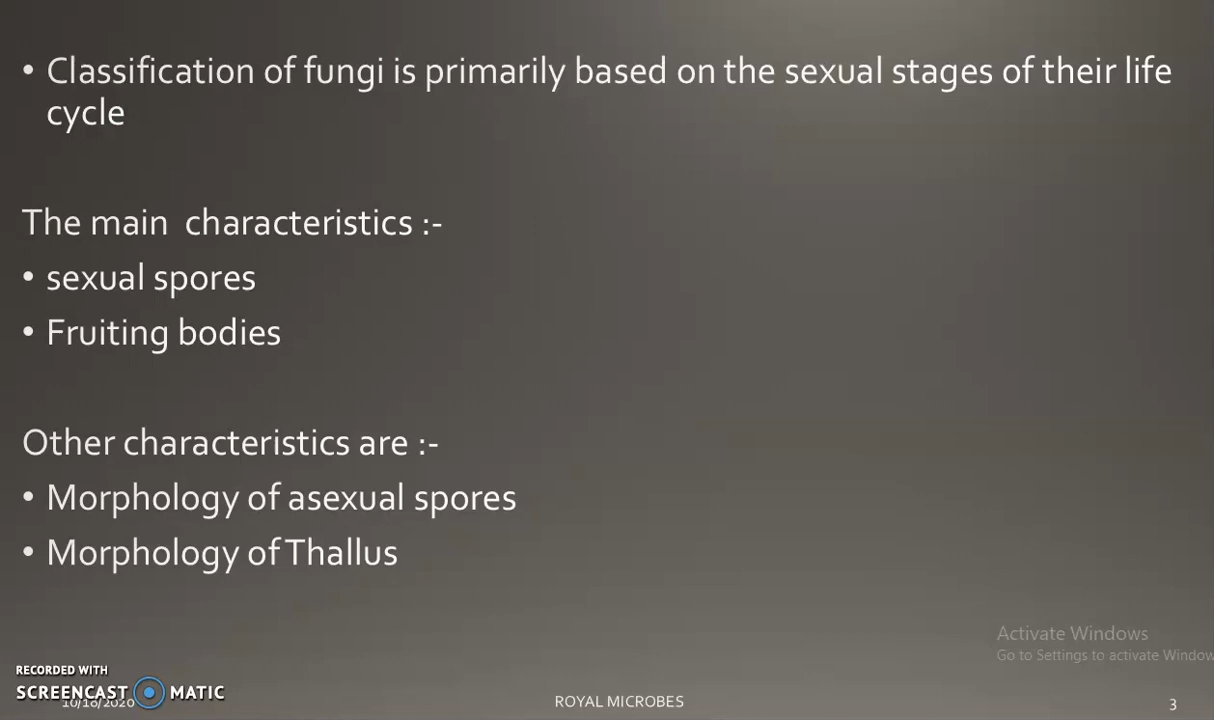 • Classification of fungi is primarily based on the sexual stages of their life
cycle
The main characteristics :-
• sexual spores
• Fruiting bodies
Other characteristics are :-
• Morphology of asexual spores
• Morphology of Thallus
Activate Windows
Go to Settings to activate Window
RECORDED WITH
SCREENCAST MATIC
10/18/2020
ROYAL MICROBES
3